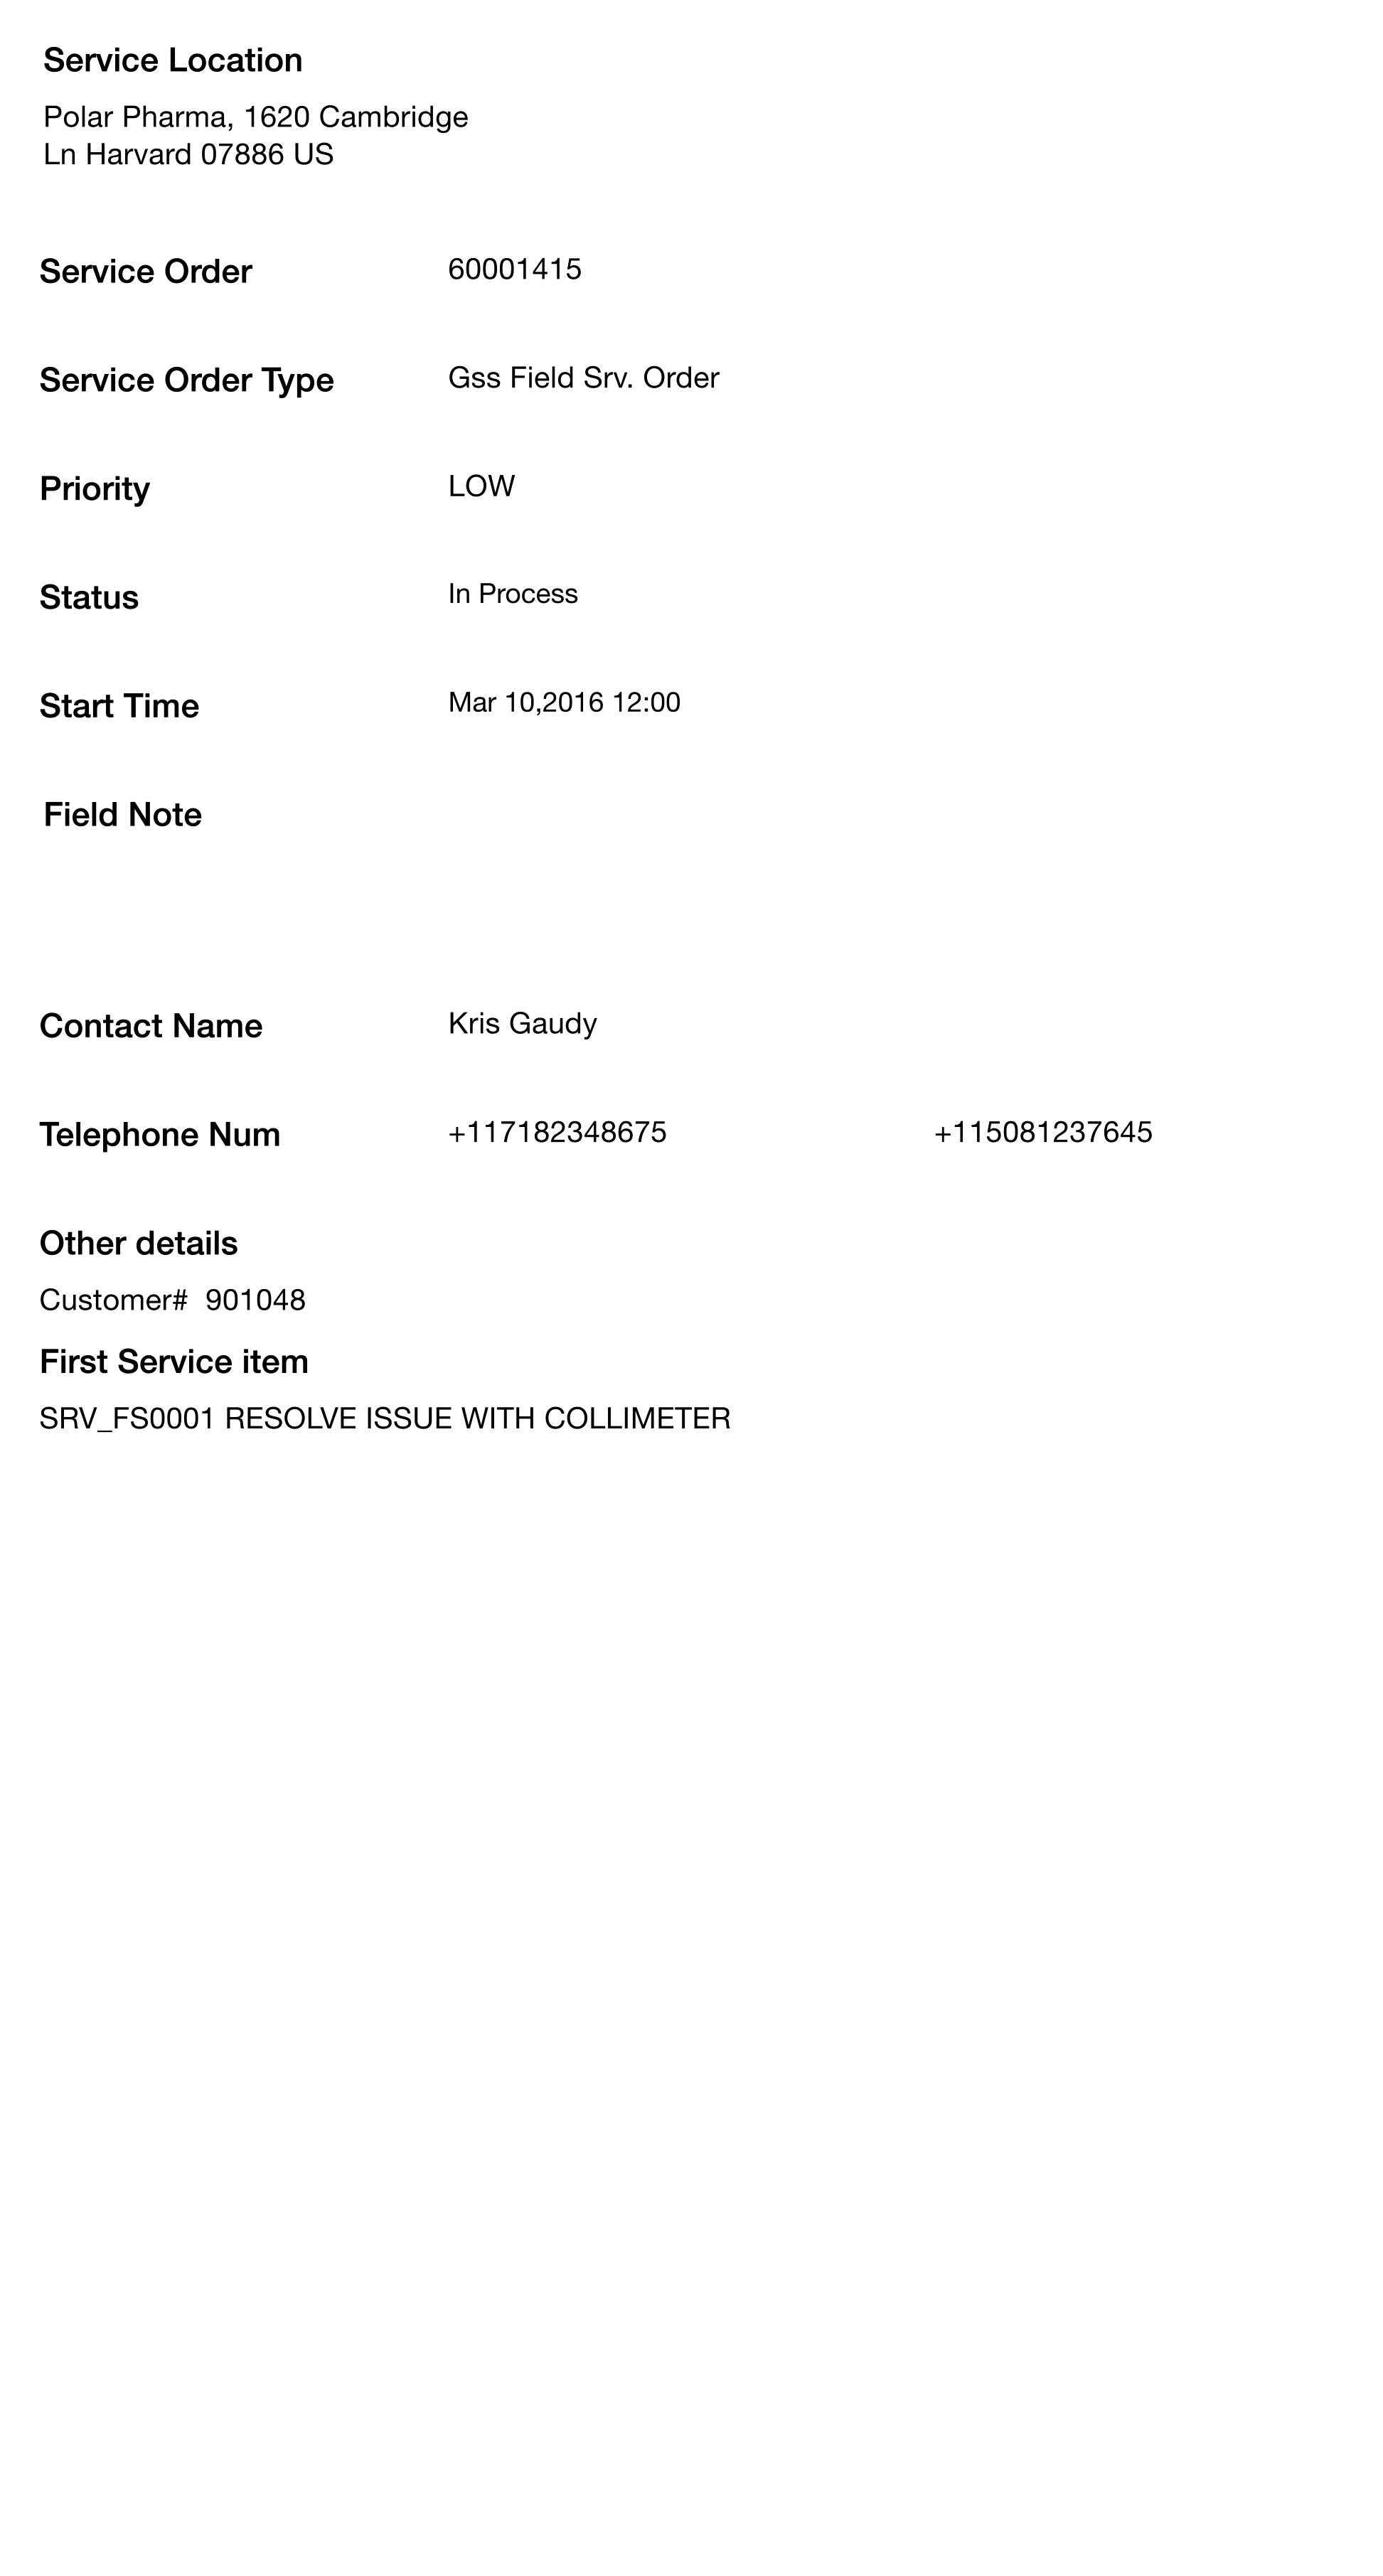 Service Location
Polar Pharma, 1620 Cambridge
Ln Harvard 07886 US
Service Order 60001415
Service Order Type Gss Field Srv. Order
Priority LOW
Status In Process
Start Time Mar 10,2016 12:00
Field Note
Contact Name Kris Gaudy
Telephone Num +117182348675 +115081237645
Other details
Customer# 901048
First Service item
SRV_FS0001 RESOLVE ISSUE WITH COLLIMETER